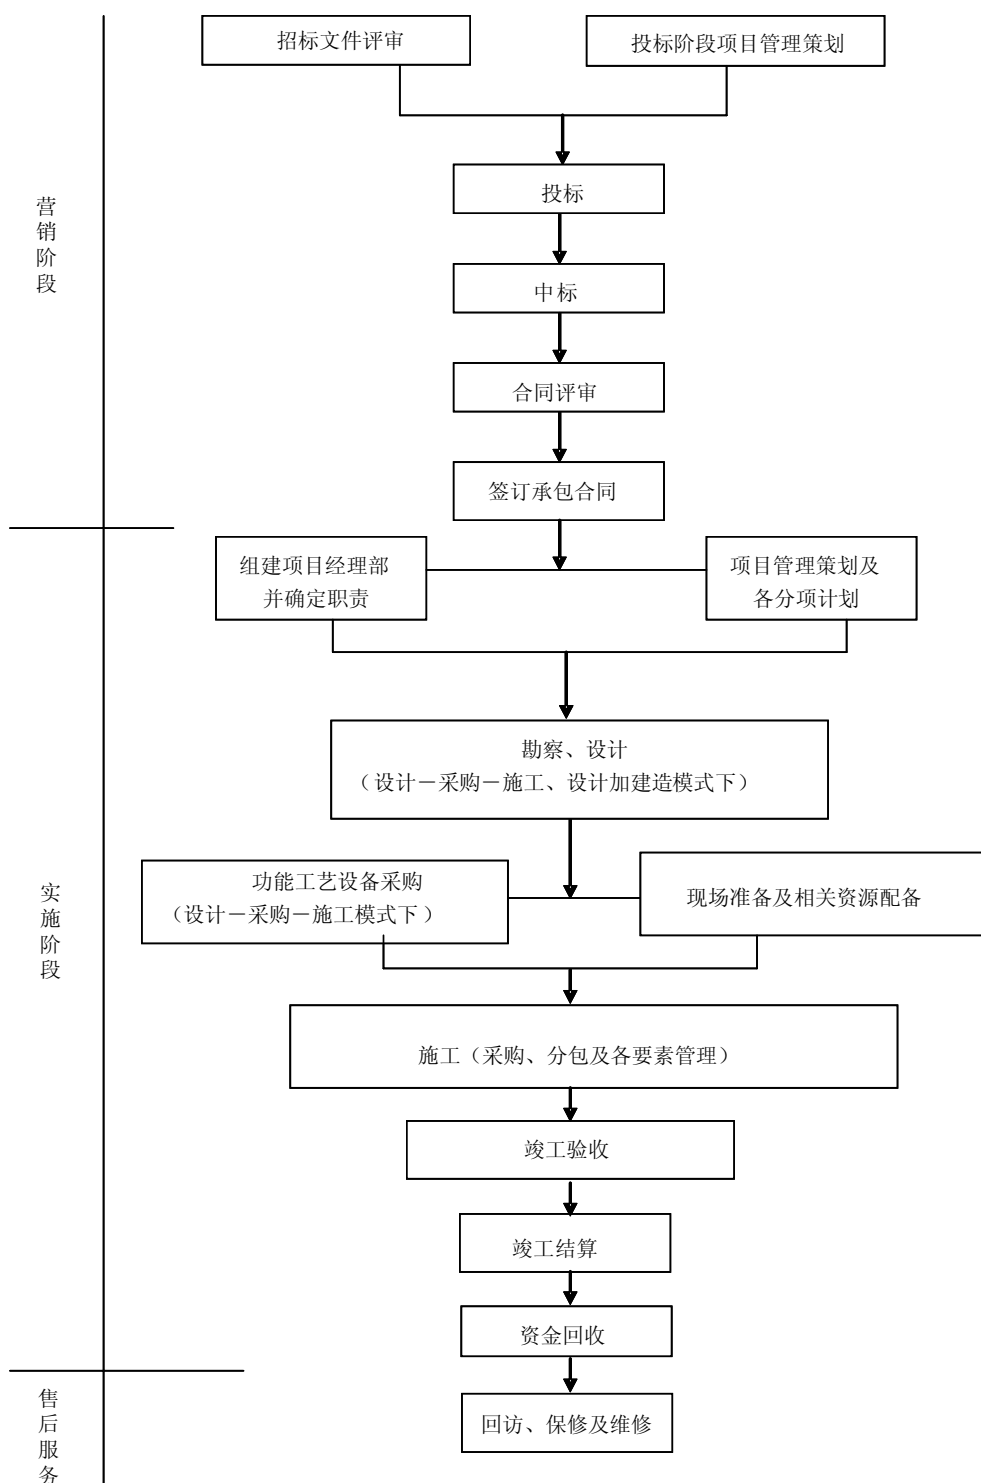 招标文件评审
投标阶段项目管理策划
投标
中标
合同评审
签订承包合同
营销阶段
组建项目经理部
并确定职责
项目管理策划及
各分项计划
勘察、设计
（设计－采购－施工、设计加建造模式下）
功能工艺设备采购
（设计－采购－施工模式下）
现场准备及相关资源配备
施工（采购、分包及各要素管理）
竣工验收
竣工结算
资金回收
实施阶段
回访、保修及维修
售后服务